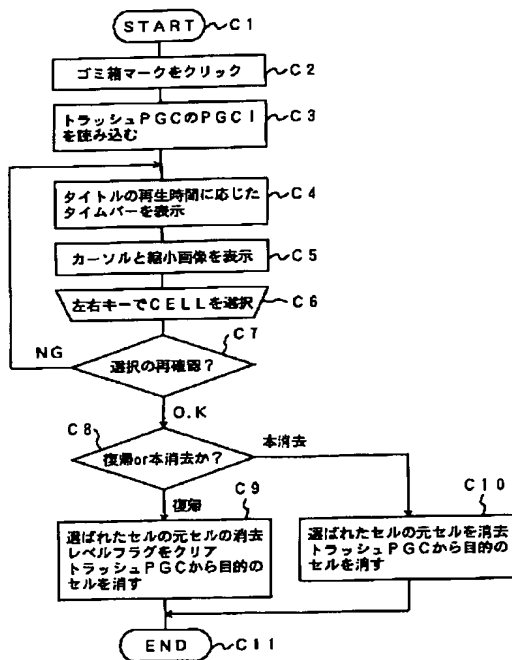 START C1
ゴミ箱マークをクリック C2
トラッシュPGCのPGCI
を読み込む C3
タイトルの再生時間に応じた
タイムバーを表示 C4
カーソルと縮小画像を表示 C5
左右キーでCELLを選択 C6
C7
NG 選択の再確認?
O.K
C8 本消去
復帰or本消去か?
復帰 C9 C10
選ばれたセルの元セルの消去
レベルフラグをクリア
トラッシュPGCから目的の
セルを消す
選ばれたセルの元セルを消去
トラッシュPGCから目的の
セルを消す
END C11